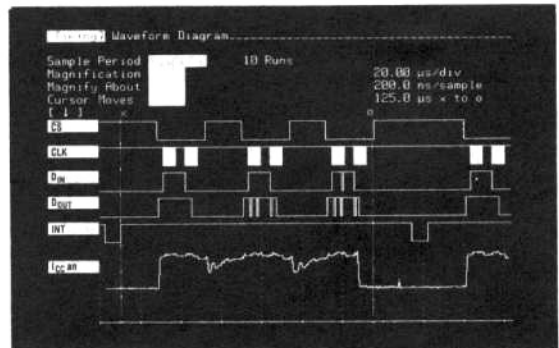 Timing Waveform Diagram
Sample Period 10 Runs
Magnification 20.00 µs/div
Magnify About 200.0 ns/sample
Cursor Moves 125.0 µs x to o
[ ↓ ] x o
CS
CLK
DIN
DOUT
INT
ICC an